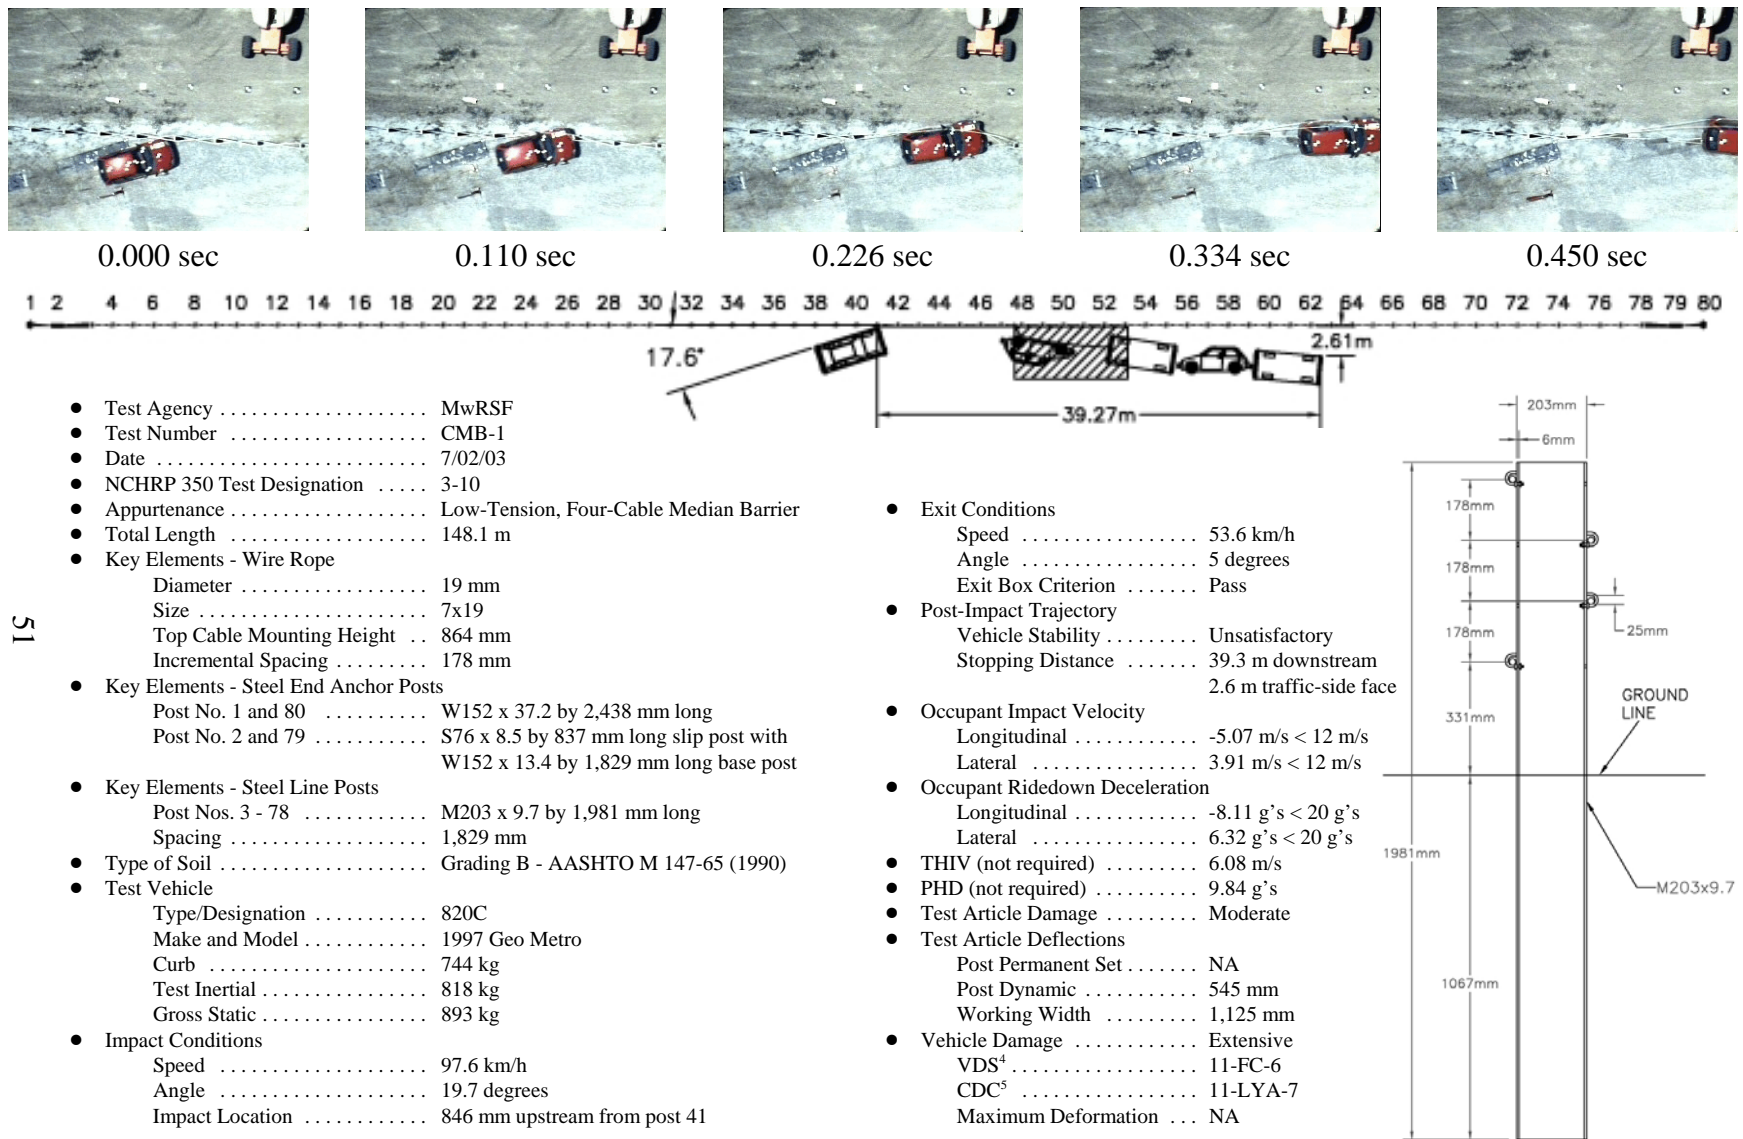 0.000 sec 0.110 sec 0.226 sec 0.334 sec 0.450 sec
1 2 4 6 8 10 12 14 16 18 20 22 24 26 28 30 32 34 36 38 40 42 44 46 48 50 52 54 56 58 60 62 64 66 68 70 72 74 76 78 79 80
17.6°
2.61m
39.27m
● Test Agency . . . . . . . . . . . . . . . . . . . . MwRSF
● Test Number . . . . . . . . . . . . . . . . . . . CMB-1
● Date . . . . . . . . . . . . . . . . . . . . . . . . . . 7/02/03
● NCHRP 350 Test Designation . . . . . 3-10
● Appurtenance . . . . . . . . . . . . . . . . . . . Low-Tension, Four-Cable Median Barrier
● Total Length . . . . . . . . . . . . . . . . . . . 148.1 m
● Key Elements - Wire Rope
Diameter . . . . . . . . . . . . . . . . . 19 mm
Size . . . . . . . . . . . . . . . . . . . . . 7x19
Top Cable Mounting Height . . 864 mm
Incremental Spacing . . . . . . . . . 178 mm
● Key Elements - Steel End Anchor Posts
Post No. 1 and 80 . . . . . . . . . . W152 x 37.2 by 2,438 mm long
Post No. 2 and 79 . . . . . . . . . . . S76 x 8.5 by 837 mm long slip post with
W152 x 13.4 by 1,829 mm long base post
● Key Elements - Steel Line Posts
Post Nos. 3 - 78 . . . . . . . . . . . . M203 x 9.7 by 1,981 mm long
Spacing . . . . . . . . . . . . . . . . . . 1,829 mm
● Type of Soil . . . . . . . . . . . . . . . . . . . . Grading B - AASHTO M 147-65 (1990)
● Test Vehicle
Type/Designation . . . . . . . . . . . 820C
Make and Model . . . . . . . . . . . . 1997 Geo Metro
Curb . . . . . . . . . . . . . . . . . . . . 744 kg
Test Inertial . . . . . . . . . . . . . . . . 818 kg
Gross Static . . . . . . . . . . . . . . . . 893 kg
● Impact Conditions
Speed . . . . . . . . . . . . . . . . . . . . 97.6 km/h
Angle . . . . . . . . . . . . . . . . . . . 19.7 degrees
Impact Location . . . . . . . . . . . . 846 mm upstream from post 41
● Exit Conditions
Speed . . . . . . . . . . . . . . . . . 53.6 km/h
Angle . . . . . . . . . . . . . . . . 5 degrees
Exit Box Criterion . . . . . . . Pass
● Post-Impact Trajectory
Vehicle Stability . . . . . . . . . Unsatisfactory
Stopping Distance . . . . . . . 39.3 m downstream
2.6 m traffic-side face
● Occupant Impact Velocity
Longitudinal . . . . . . . . . . . . -5.07 m/s < 12 m/s
Lateral . . . . . . . . . . . . . . . . 3.91 m/s < 12 m/s
● Occupant Ridedown Deceleration
Longitudinal . . . . . . . . . . . . -8.11 g’s < 20 g’s
Lateral . . . . . . . . . . . . . . . . 6.32 g’s < 20 g’s
● THIV (not required) . . . . . . . . . . 6.08 m/s
● PHD (not required) . . . . . . . . . . 9.84 g’s
● Test Article Damage . . . . . . . . . Moderate
● Test Article Deflections
Post Permanent Set . . . . . . . NA
Post Dynamic . . . . . . . . . . . 545 mm
Working Width . . . . . . . . . 1,125 mm
● Vehicle Damage . . . . . . . . . . . . Extensive
VDS⁴ . . . . . . . . . . . . . . . . . . 11-FC-6
CDC⁵ . . . . . . . . . . . . . . . . . 11-LYA-7
Maximum Deformation . . . NA
203mm
6mm
178mm
178mm
178mm
25mm
331mm
GROUND
LINE
1981mm
M203x9.7
1067mm
51